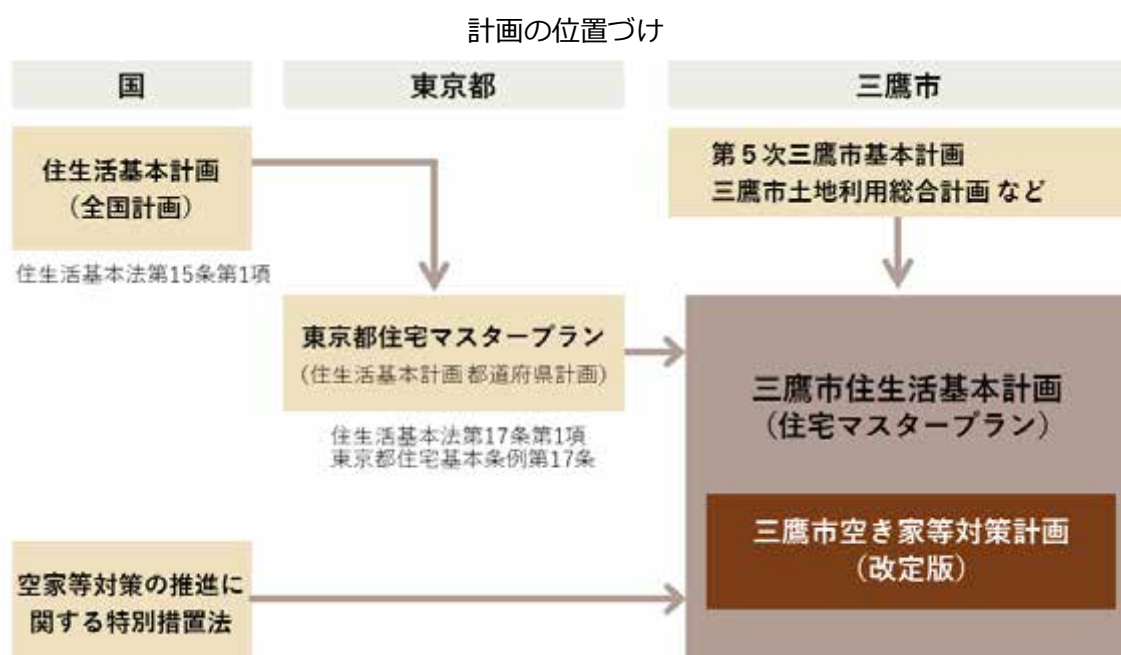 計画の位置づけ
国
東京都
三鷹市
住生活基本計画
（全国計画）
住生活基本法第15条第1項
東京都住宅マスタープラン
（住生活基本計画 都道府県計画）
住生活基本法第17条第1項
東京都住宅基本条例第17条
第５次三鷹市基本計画
三鷹市土地利用総合計画 など
三鷹市住生活基本計画
（住宅マスタープラン）
三鷹市空き家等対策計画
（改定版）
空家等対策の推進に
関する特別措置法